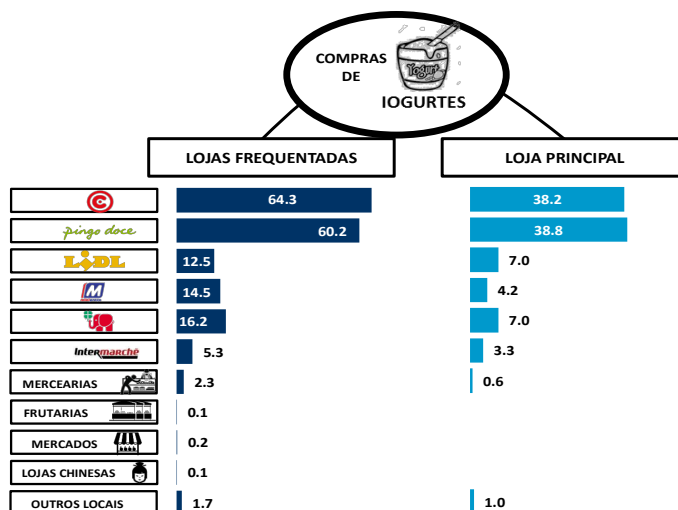 COMPRAS
DE
Yogurt
IOGURTES
LOJAS FREQUENTADAS
LOJA PRINCIPAL
C
64.3
38.2
pingo doce
60.2
38.8
LIDL
12.5
7.0
M
14.5
4.2
16.2
7.0
Intermarché
5.3
3.3
MERCEARIAS
2.3
0.6
FRUTARIAS
0.1
MERCADOS
0.2
LOJAS CHINESAS
0.1
OUTROS LOCAIS
1.7
1.0